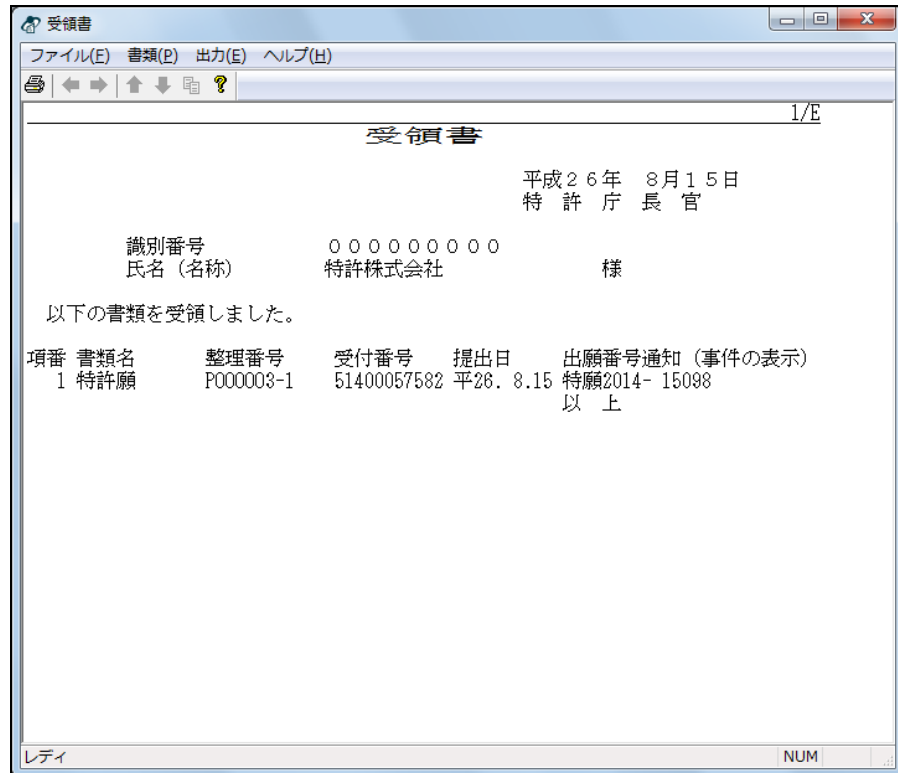 受領書
ファイル(F) 書類(P) 出力(E) ヘルプ(H)
1/E
受領書
平成２６年　８月１５日
特　許　庁　長　官
識別番号　０００００００００
氏名（名称）　特許株式会社　様
以下の書類を受領しました。
項番 書類名 整理番号 受付番号 提出日 出願番号通知（事件の表示）
1 特許願 P000003-1 51400057582 平26. 8.15 特願2014- 15098
以　上
レディ NUM